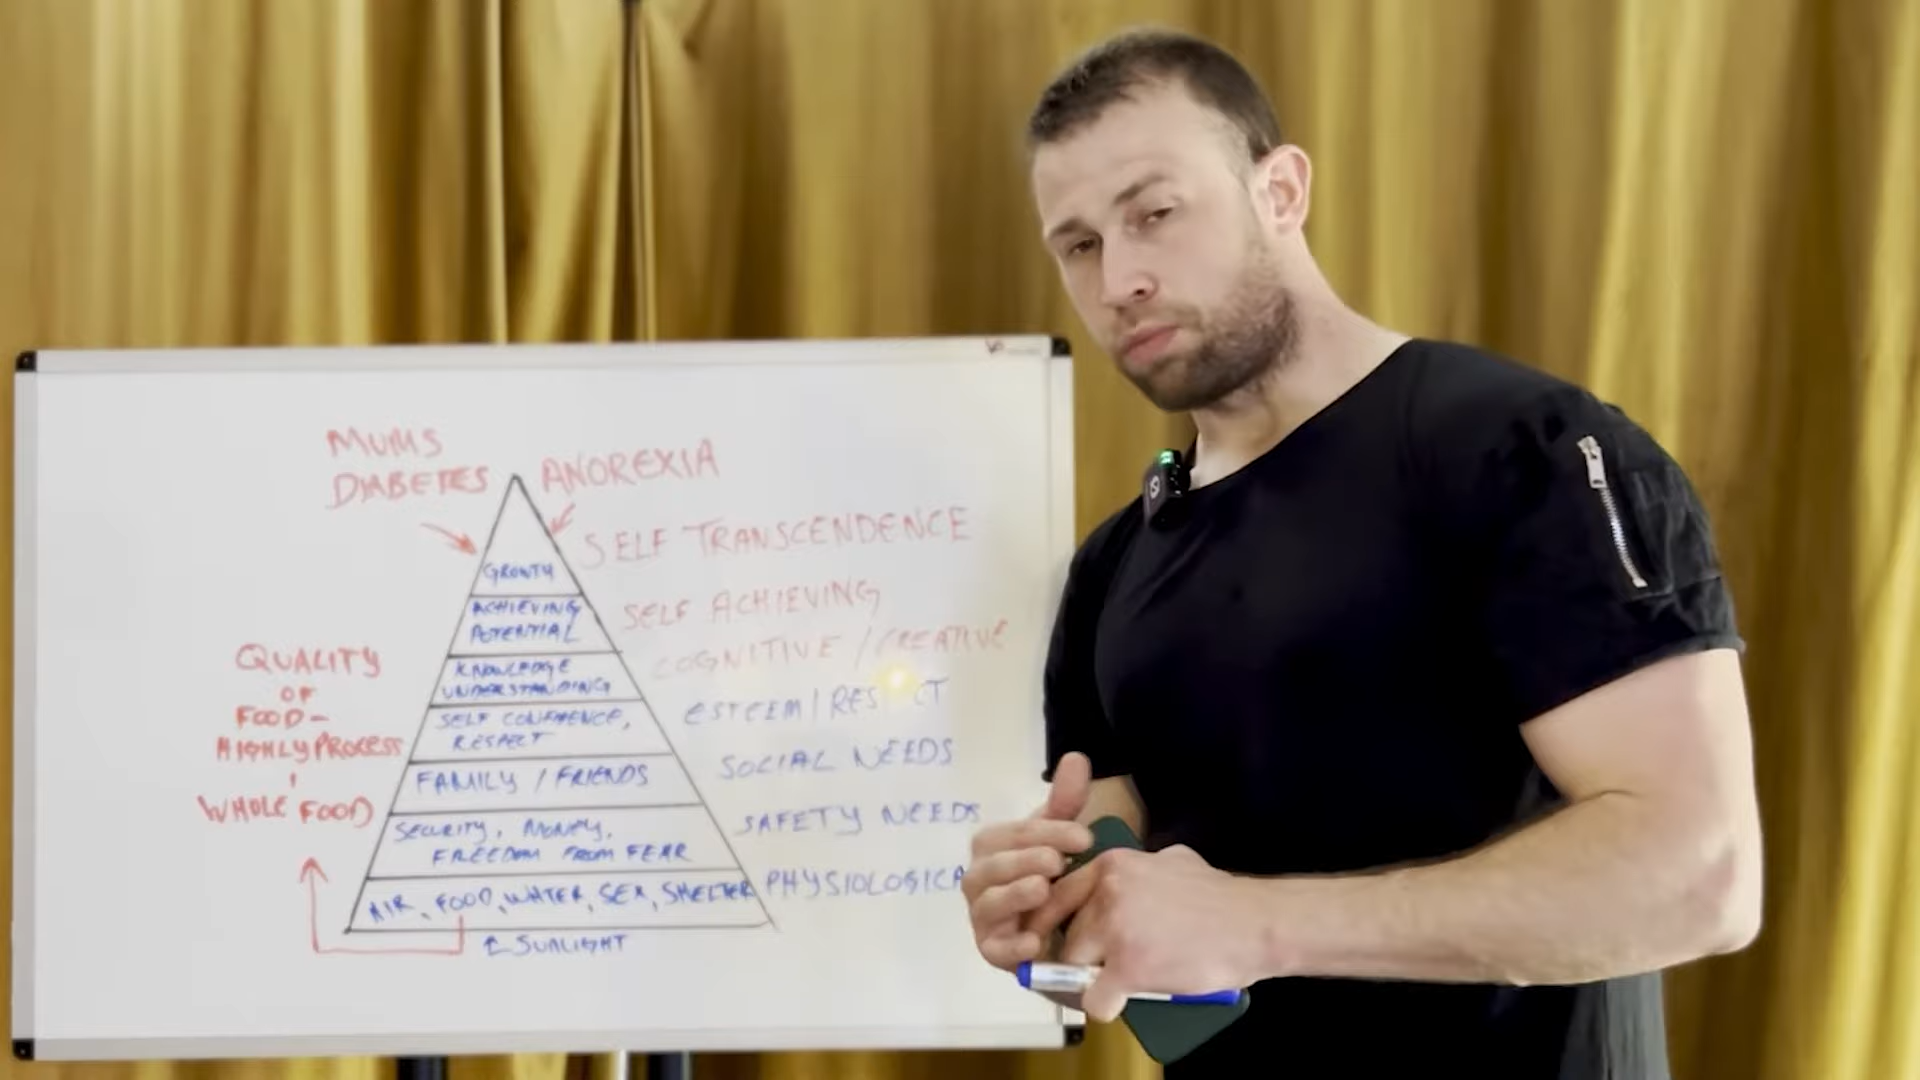 MUMS
DIABETES
ANOREXIA
SELF TRANSCENDENCE
GROWTH
SELF ACHIEVING
ACHIEVING
POTENTIAL
COGNITIVE / CREATIVE
KNOWLEDGE
UNDERSTANDING
QUALITY
OF
FOOD-
HIGHLY PROCESS
WHOLE FOOD
ESTEEM / RESPECT
SELF CONFIDENCE,
RESPECT
SOCIAL NEEDS
FAMILY / FRIENDS
SAFETY NEEDS
SECURITY, MONEY,
FREEDOM FROM FEAR
PHYSIOLOGICA
AIR, FOOD, WATER, SEX, SHELTER
& SUNLIGHT